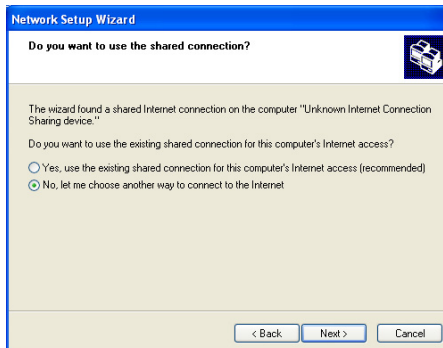 Network Setup Wizard
Do you want to use the shared connection?
The wizard found a shared Internet connection on the computer "Unknown Internet Connection
Sharing device."
Do you want to use the existing shared connection for this computer's Internet access?
Yes, use the existing shared connection for this computer's Internet access (recommended)
No, let me choose another way to connect to the Internet
< Back Next > Cancel